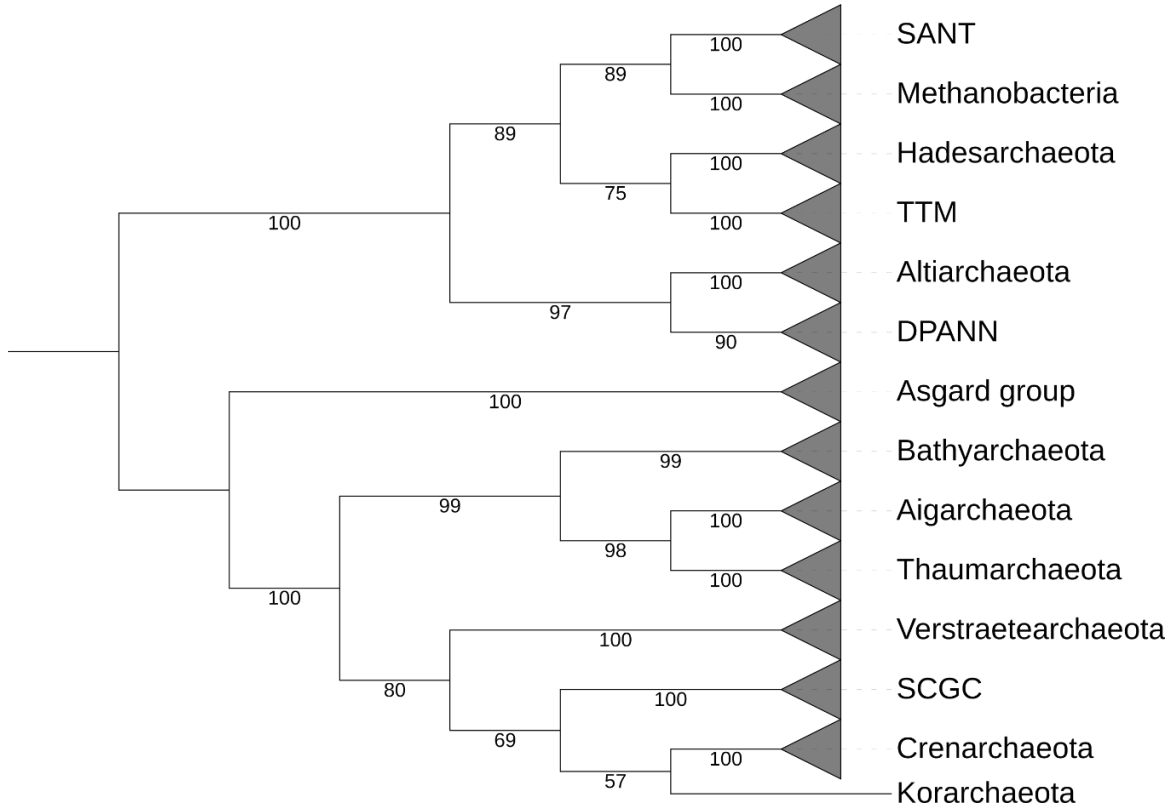 100
SANT
89
100
Methanobacteria
89
100
Hadesarchaeota
75
100
TTM
100
100
Altiarchaeota
97
90
DPANN
100
Asgard group
99
Bathyarchaeota
99
100
Aigarchaeota
98
100
Thaumarchaeota
100
100
Verstraetearchaeota
80
100
SCGC
69
100
Crenarchaeota
57
Korarchaeota